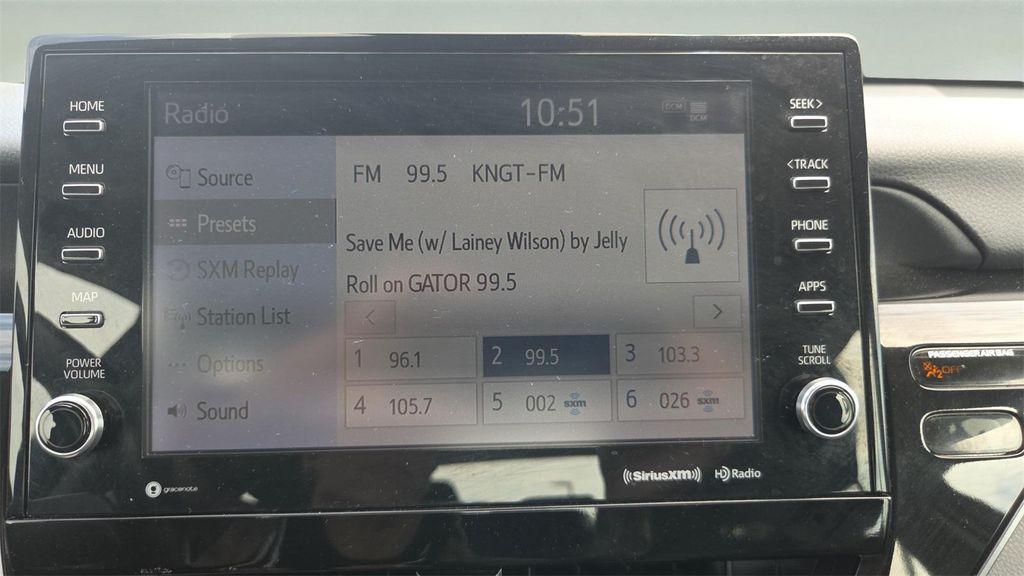 HOME
MENU
AUDIO
MAP
POWER
VOLUME
Radio
10:51
DCM
DCM
Source
Presets
SXM Replay
Station List
Options
Sound
FM 99.5 KNGT-FM
Save Me (w/ Lainey Wilson) by Jelly
Roll on GATOR 99.5
<
>
1 96.1
2 99.5
3 103.3
4 105.7
5 002 sxm
6 026 sxm
SEEK >
< TRACK
PHONE
APPS
TUNE
SCROLL
gracenote
SiriusXM
HD Radio
PASSENGER AIR BAG
2 OFF